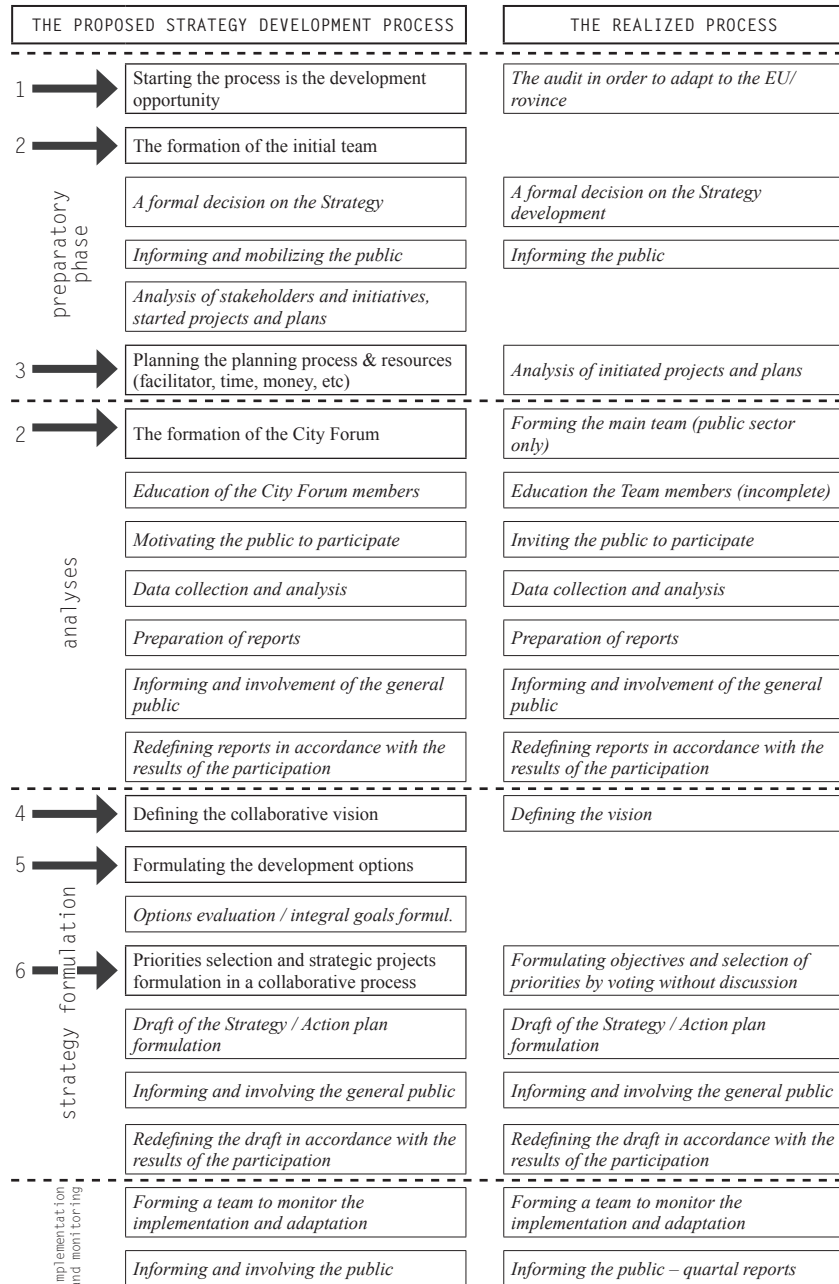 THE PROPOSED STRATEGY DEVELOPMENT PROCESS
THE REALIZED PROCESS
1
Starting the process is the development
opportunity
The audit in order to adapt to the EU/
rovince
2
The formation of the initial team
preparatory
phase
A formal decision on the Strategy
A formal decision on the Strategy
development
Informing and mobilizing the public
Informing the public
Analysis of stakeholders and initiatives,
started projects and plans
3
Planning the planning process & resources
(facilitator, time, money, etc)
Analysis of initiated projects and plans
2
The formation of the City Forum
Forming the main team (public sector
only)
analyses
Education of the City Forum members
Education the Team members (incomplete)
Motivating the public to participate
Inviting the public to participate
Data collection and analysis
Data collection and analysis
Preparation of reports
Preparation of reports
Informing and involvement of the general
public
Informing and involvement of the general
public
Redefining reports in accordance with the
results of the participation
Redefining reports in accordance with the
results of the participation
4
Defining the collaborative vision
Defining the vision
5
Formulating the development options
strategy formulation
Options evaluation / integral goals formul.
6
Priorities selection and strategic projects
formulation in a collaborative process
Formulating objectives and selection of
priorities by voting without discussion
Draft of the Strategy / Action plan
formulation
Draft of the Strategy / Action plan
formulation
Informing and involving the general public
Informing and involving the general public
Redefining the draft in accordance with the
results of the participation
Redefining the draft in accordance with the
results of the participation
mplementation
nd monitoring
Forming a team to monitor the
implementation and adaptation
Forming a team to monitor the
implementation and adaptation
Informing and involving the public
Informing the public – quartal reports